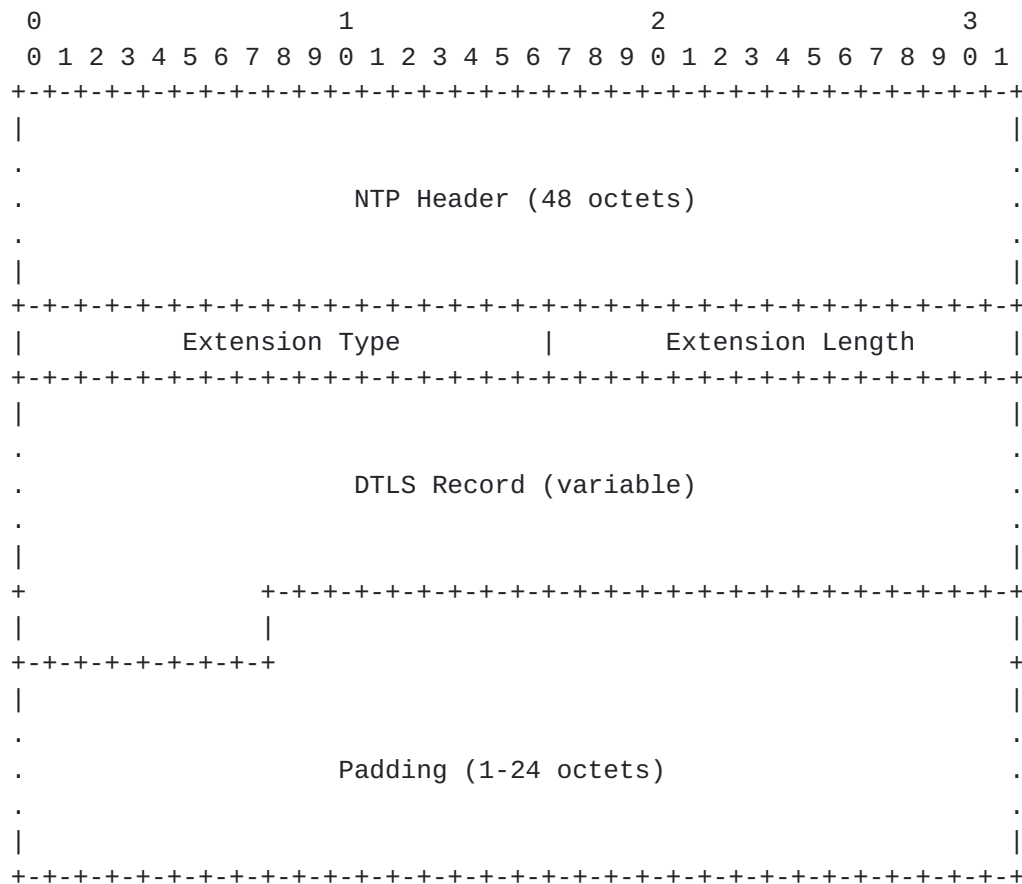 0                   1                   2                   3
0 1 2 3 4 5 6 7 8 9 0 1 2 3 4 5 6 7 8 9 0 1 2 3 4 5 6 7 8 9 0 1
+-+-+-+-+-+-+-+-+-+-+-+-+-+-+-+-+-+-+-+-+-+-+-+-+-+-+-+-+-+-+-+-+
|                                                               |
.                                                               .
.                     NTP Header (48 octets)                    .
.                                                               .
|                                                               |
+-+-+-+-+-+-+-+-+-+-+-+-+-+-+-+-+-+-+-+-+-+-+-+-+-+-+-+-+-+-+-+-+
|          Extension Type          |       Extension Length      |
+-+-+-+-+-+-+-+-+-+-+-+-+-+-+-+-+-+-+-+-+-+-+-+-+-+-+-+-+-+-+-+-+
|                                                               |
.                                                               .
.                     DTLS Record (variable)                    .
.                                                               .
|                                                               |
+               +-+-+-+-+-+-+-+-+-+-+-+-+-+-+-+-+-+-+-+-+-+-+-+-+
|               |                                               |
+-+-+-+-+-+-+-+-+                                               +
|                                                               |
.                                                               .
.                    Padding (1-24 octets)                      .
.                                                               .
|                                                               |
+-+-+-+-+-+-+-+-+-+-+-+-+-+-+-+-+-+-+-+-+-+-+-+-+-+-+-+-+-+-+-+-+